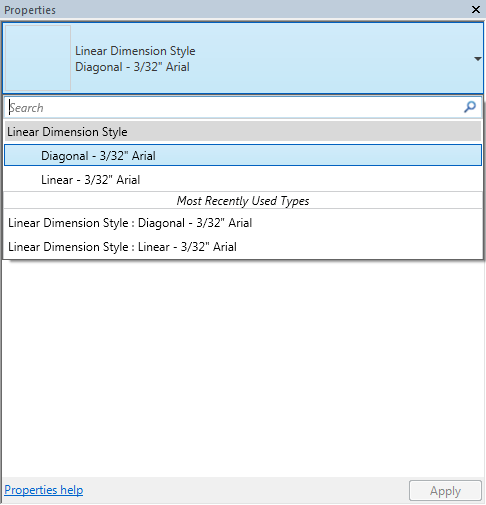 Properties
Linear Dimension Style
Diagonal - 3/32" Arial
Search
Linear Dimension Style
Diagonal - 3/32" Arial
Linear - 3/32" Arial
Most Recently Used Types
Linear Dimension Style : Diagonal - 3/32" Arial
Linear Dimension Style : Linear - 3/32" Arial
Properties help
Apply